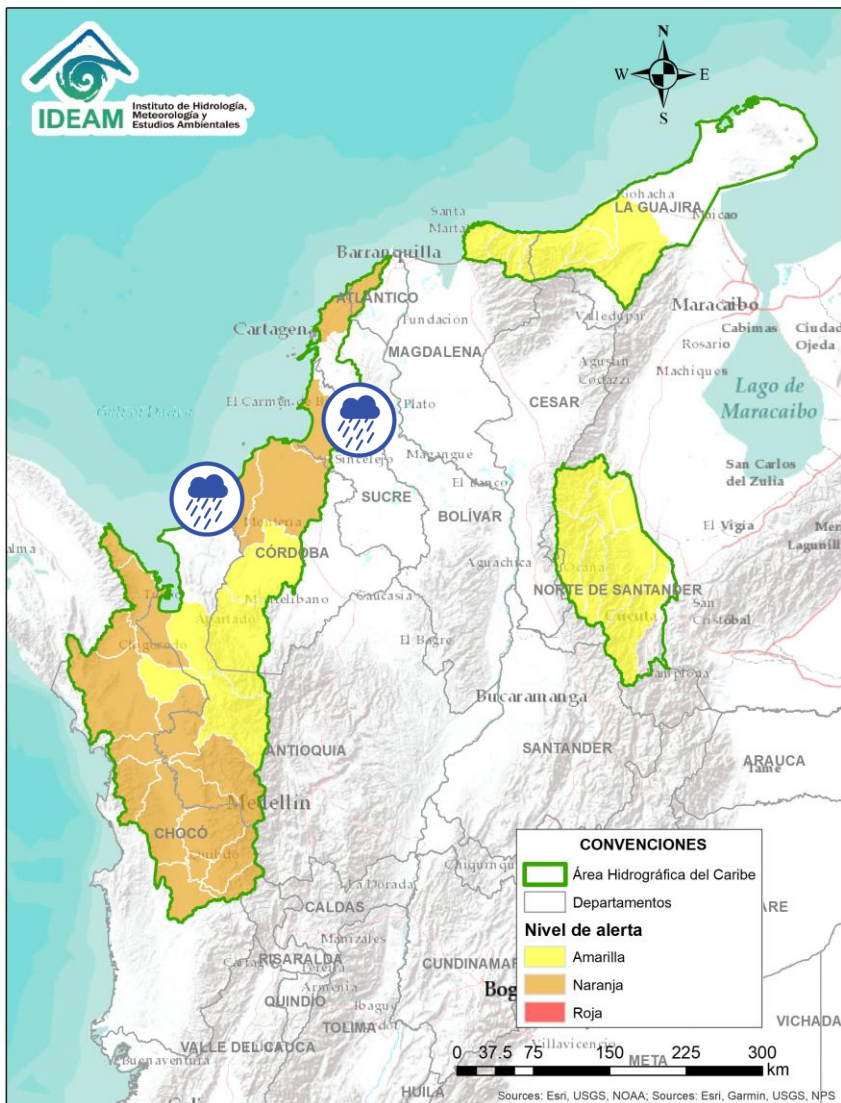 IDEAM
Instituto de Hidrología,
Meteorología y
Estudios Ambientales
N
W
E
S
Riohacha
LA GUAJIRA
Maicao
Santa
Marta
Barranquilla
ATLÁNTICO
Maracaibo
Cartagena
Fundación
Valledupar
Cabimas
Ciudad
Ojeda
Rosario
MAGDALENA
Machiques
Agustín
Codazzi
Lago de
Maracaibo
CESAR
El Carmen de
Plato
Sincelejo
Magangue
San Carlos
del Zulia
El Banco
SUCRE
BOLÍVAR
Montería
El Vigía
CÓRDOBA
Aguachica
Ocaña
NORTE DE SANTANDER
Montelibano
Caucasia
Apartadó
San
Cristóbal
Cúcuta
El Bagre
Chigorodó
Pamplona
Bucaramanga
ANTIOQUIA
SANTANDER
ARAUCA
Tame
Medellín
CHOCÓ
Quibdó
CONVENCIONES
Área Hidrográfica del Caribe
Departamentos
Nivel de alerta
Amarilla
Naranja
Roja
La Dorada
CALDAS
Manizales
RISARALDA
Pereira
Armenia
QUINDÍO
Ibague
TOLIMA
VICHADA
VALLE DEL CAUCA
Villavicencio
META
Buenaventura
HUILA
0 37.5 75 150 225 300
km
Sources: Esri, USGS, NOAA; Sources: Esri, Garmin, USGS, NPS